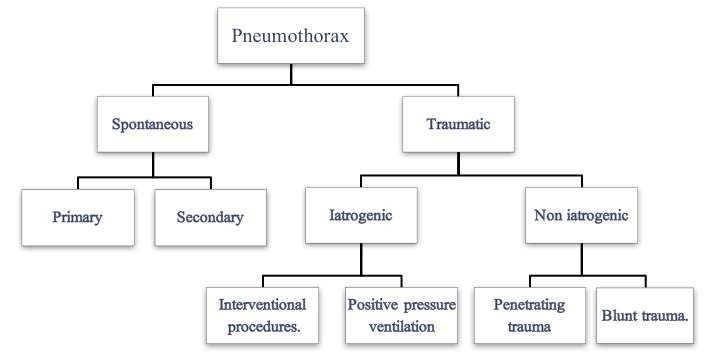 Pneumothorax
Spontaneous
Traumatic
Primary
Secondary
Iatrogenic
Non iatrogenic
Interventional
procedures.
Positive pressure
ventilation
Penetrating
trauma
Blunt trauma.